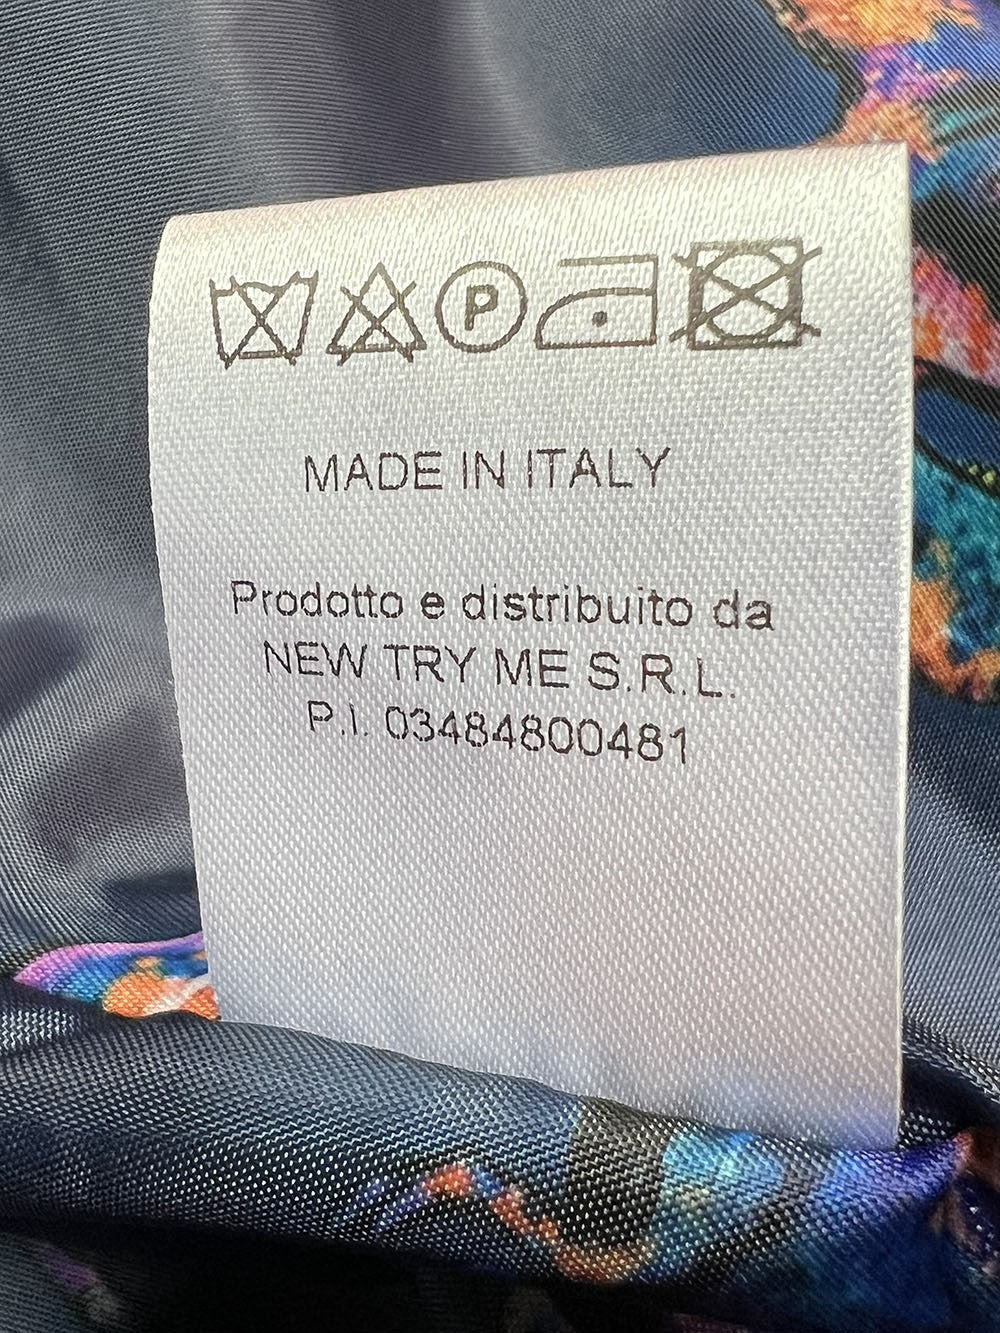 P
MADE IN ITALY
Prodotto e distribuito da
NEW TRY ME S.R.L.
P.I. 03484800481